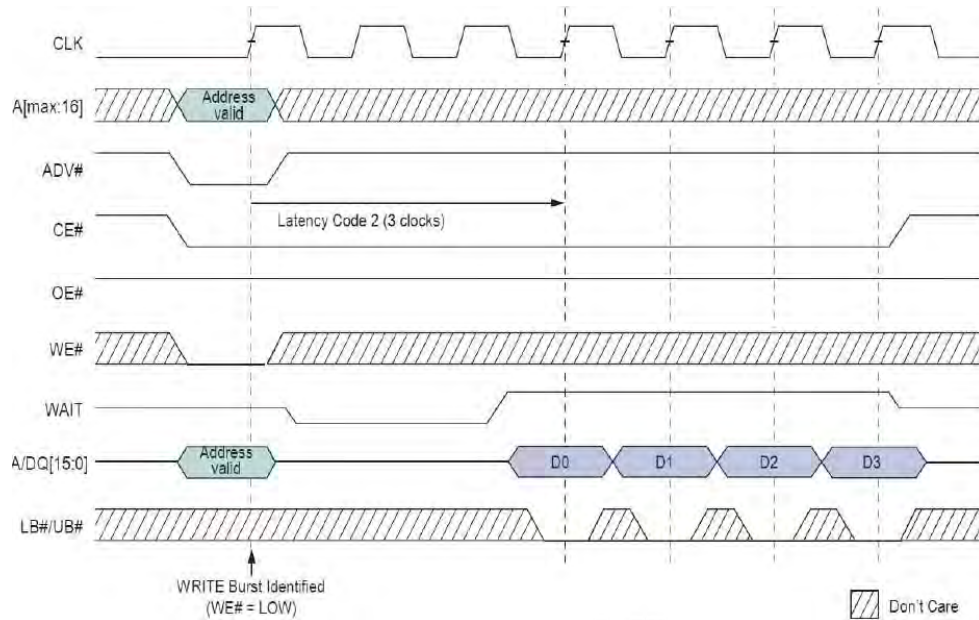 CLK
A[max:16]
Address
valid
ADV#
Latency Code 2 (3 clocks)
CE#
OE#
WE#
WAIT
A/DQ[15:0]
Address
valid
D0
D1
D2
D3
LB#/UB#
WRITE Burst Identified
(WE# = LOW)
Don't Care